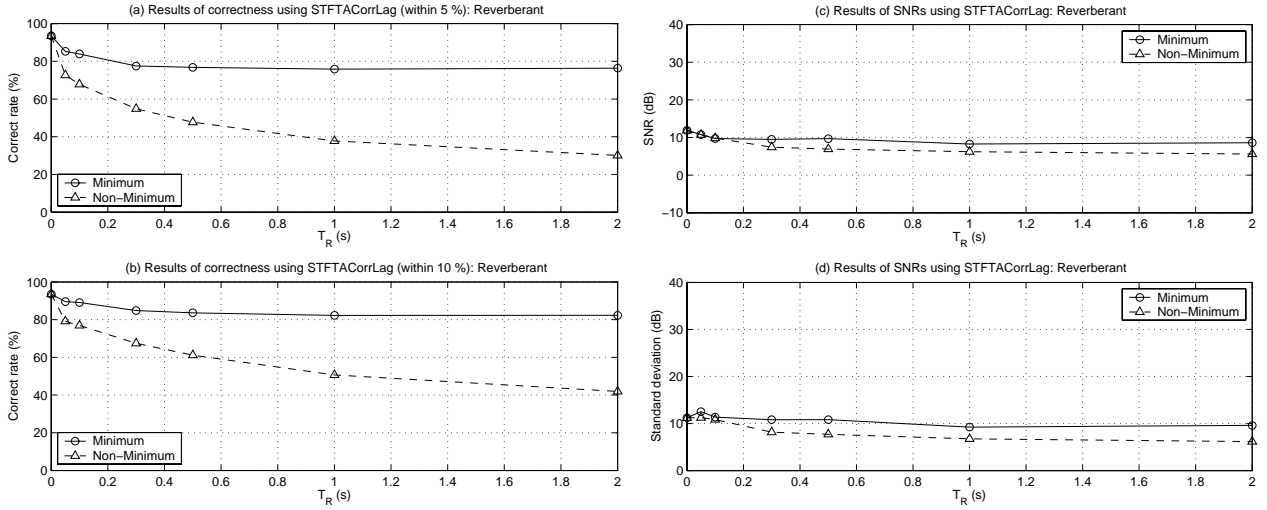 (a) Results of correctness using STFTACorrLag (within 5 %): Reverberant
100
80
60
40
20
0
Correct rate (%)
Minimum
Non−Minimum
0 0.2 0.4 0.6 0.8 1 1.2 1.4 1.6 1.8 2
T_R (s)
(b) Results of correctness using STFTACorrLag (within 10 %): Reverberant
100
80
60
40
20
0
Correct rate (%)
Minimum
Non−Minimum
0 0.2 0.4 0.6 0.8 1 1.2 1.4 1.6 1.8 2
T_R (s)
(c) Results of SNRs using STFTACorrLag: Reverberant
40
30
20
10
0
−10
SNR (dB)
Minimum
Non−Minimum
0 0.2 0.4 0.6 0.8 1 1.2 1.4 1.6 1.8 2
T_R (s)
(d) Results of SNRs using STFTACorrLag: Reverberant
40
30
20
10
0
Standard deviation (dB)
Minimum
Non−Minimum
0 0.2 0.4 0.6 0.8 1 1.2 1.4 1.6 1.8 2
T_R (s)